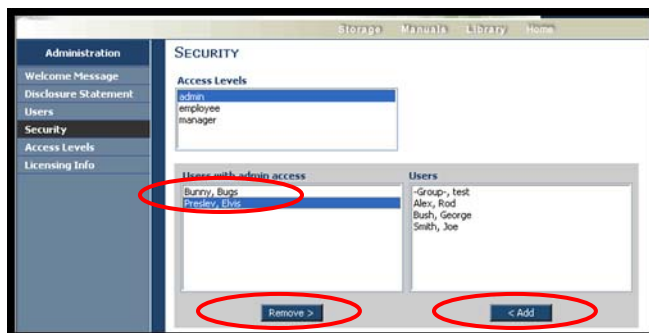 Storage Manuals Library Home
Administration
Welcome Message
Disclosure Statement
Users
Security
Access Levels
Licensing Info
SECURITY
Access Levels
admin
employee
manager
Users with admin access
Bunny, Bugs
Presley, Elvis
Remove >
Users
-Group-, test
Alex, Rod
Bush, George
Smith, Joe
< Add